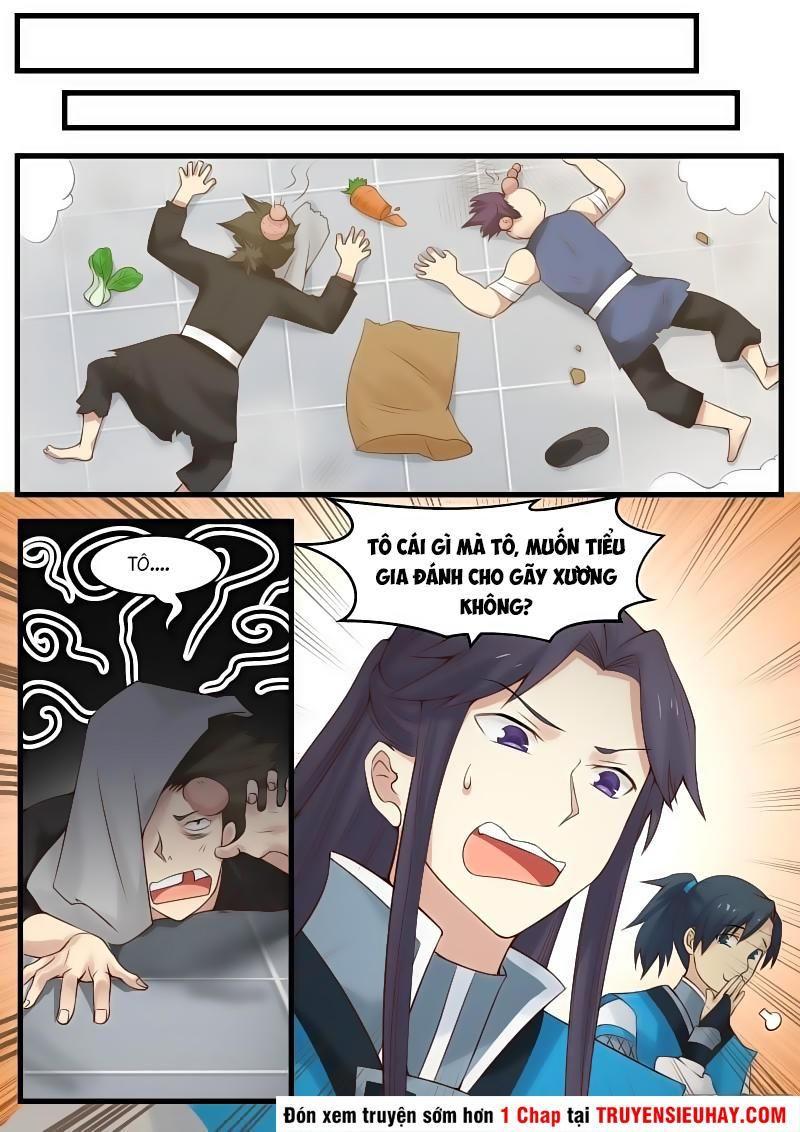 TÔ....
TÔ CÁI GÌ MÀ TÔ, MUỐN TIỂU
GIA ĐÁNH CHO GÃY XƯƠNG
KHÔNG?
Đón xem truyện sớm hơn 1 Chap tại TRUYENSIEUHAY.COM